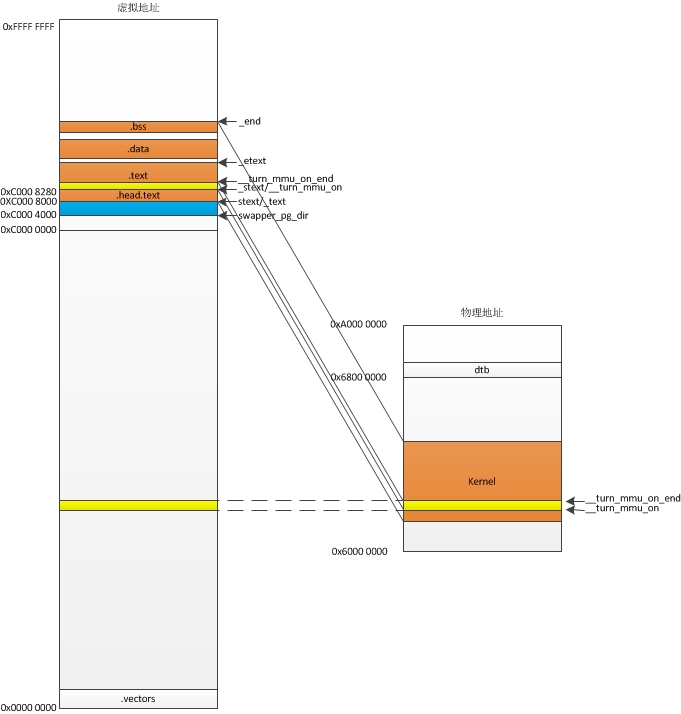 虚拟地址
0xFFFF FFFF
_end
.bss
.data
_etext
.text
__turn_mmu_on_end
_stext/__turn_mmu_on
0xC000 8280
.head.text
0XC000 8000
stext/_text
0xC000 4000
swapper_pg_dir
0xC000 0000
物理地址
0xA000 0000
dtb
0x6800 0000
Kernel
__turn_mmu_on_end
__turn_mmu_on
0x6000 0000
.vectors
0x0000 0000